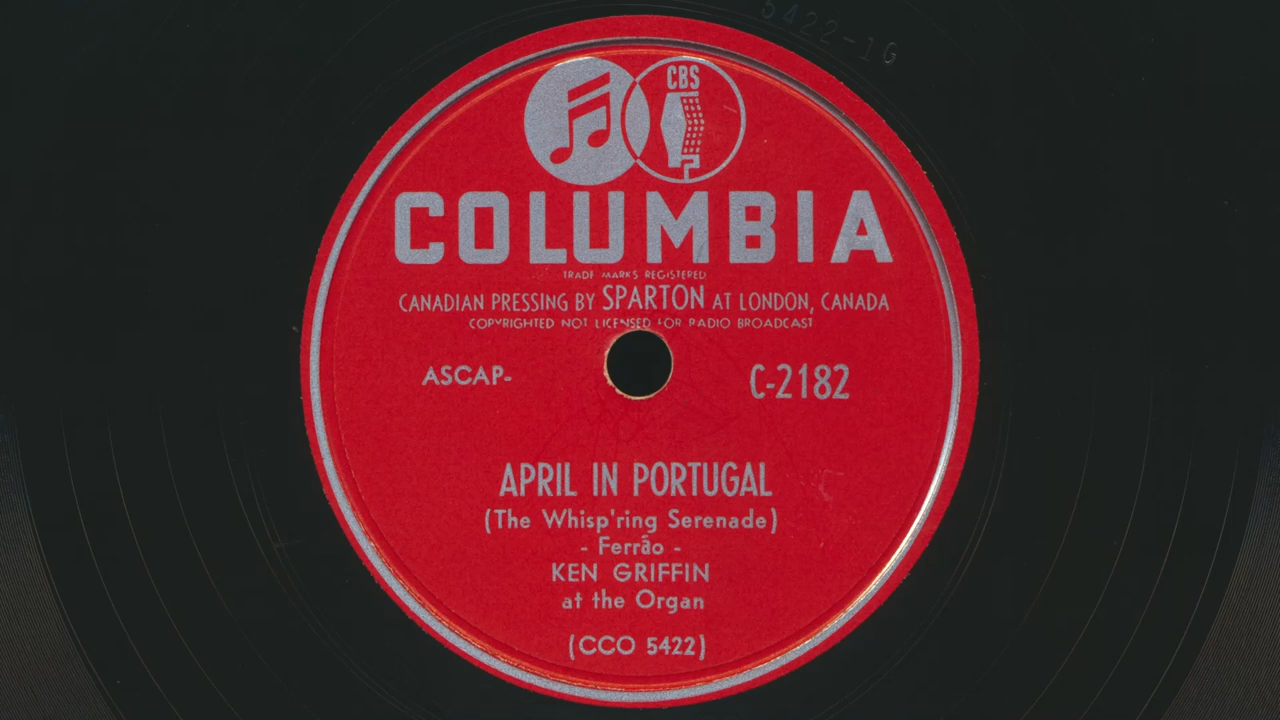 5422-1G
CBS
COLUMBIA
TRADE MARKS REGISTERED
CANADIAN PRESSING BY SPARTON AT LONDON, CANADA
COPYRIGHTED NOT LICENSED FOR RADIO BROADCAST
ASCAP-
C-2182
APRIL IN PORTUGAL
(The Whisp'ring Serenade)
- Ferrão -
KEN GRIFFIN
at the Organ
(CCO 5422)